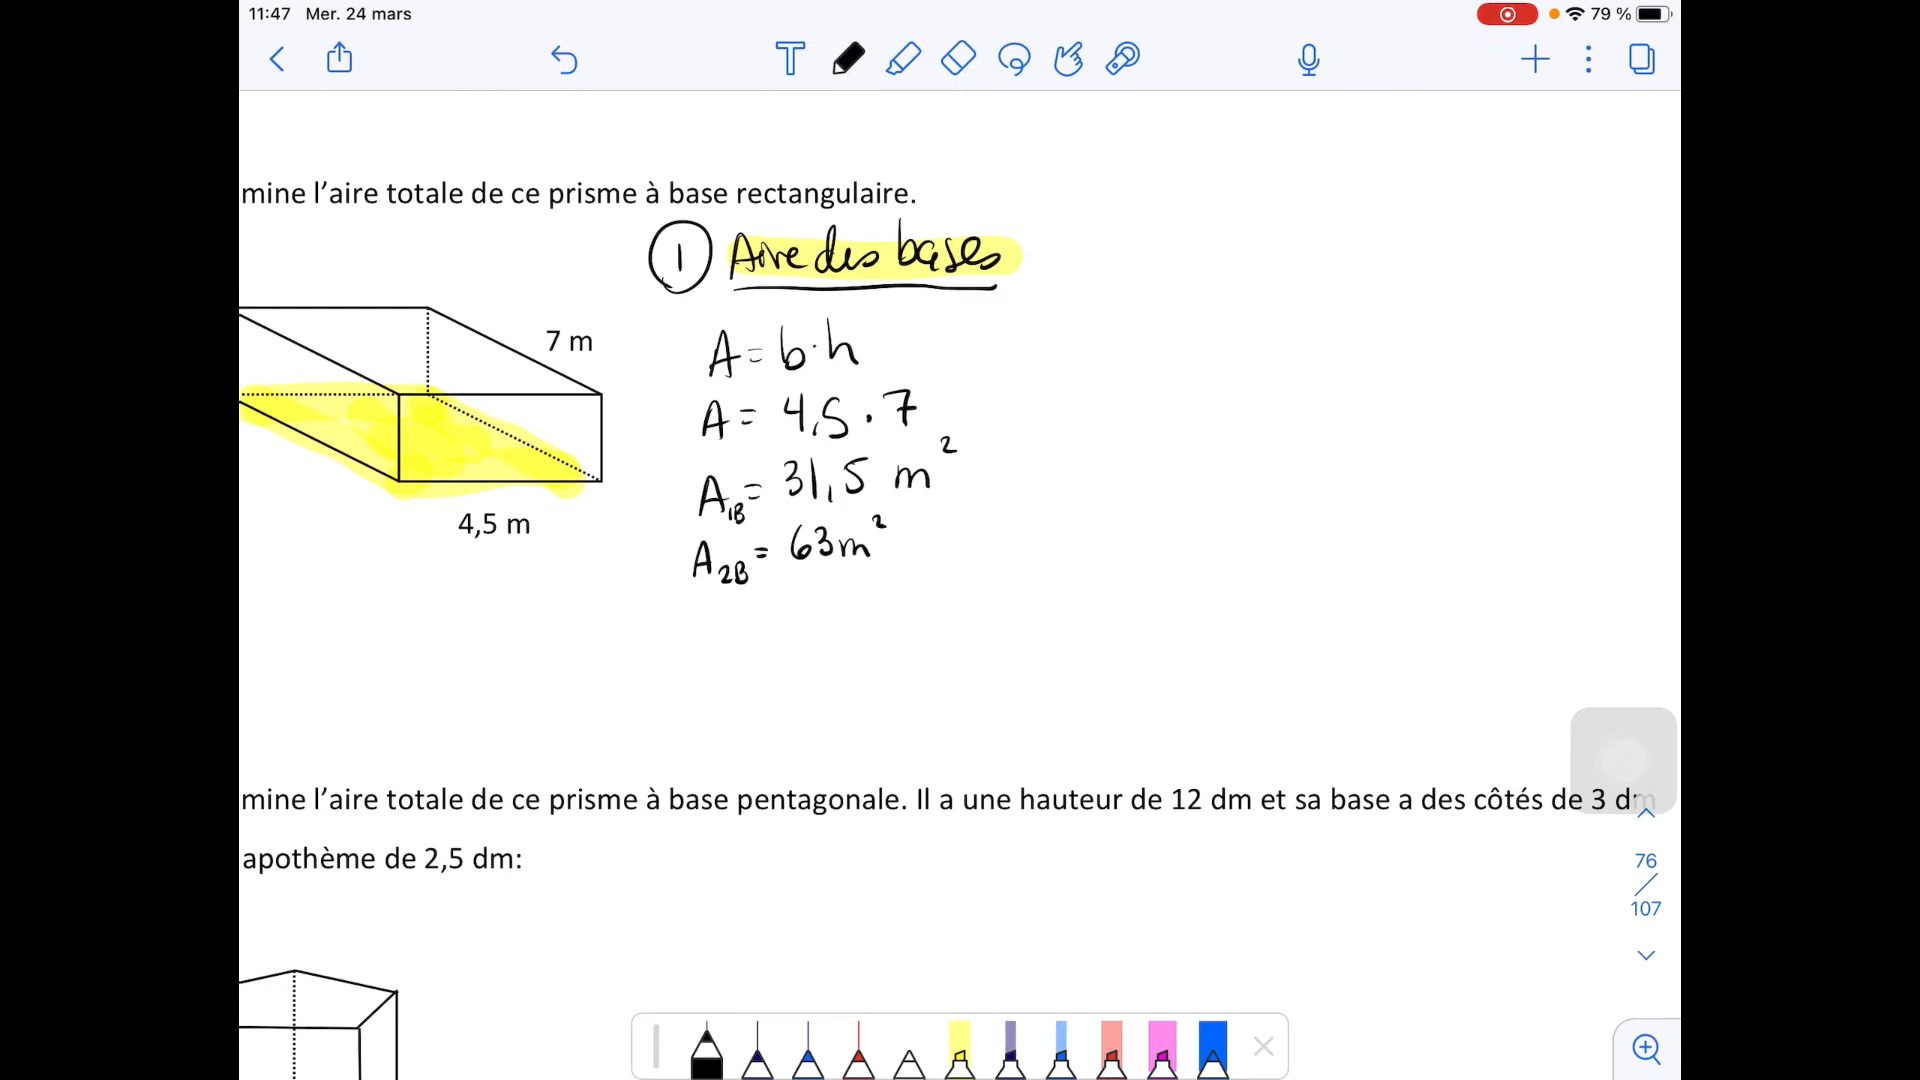 11:47 Mer. 24 mars
79 %
mine l’aire totale de ce prisme à base rectangulaire.
1 Aire des bases
7 m
A = b·h
A = 4,5 · 7
A1B = 31,5 m²
4,5 m
A2B = 63m²
mine l’aire totale de ce prisme à base pentagonale. Il a une hauteur de 12 dm et sa base a des côtés de 3 dm
apothème de 2,5 dm:
76
107